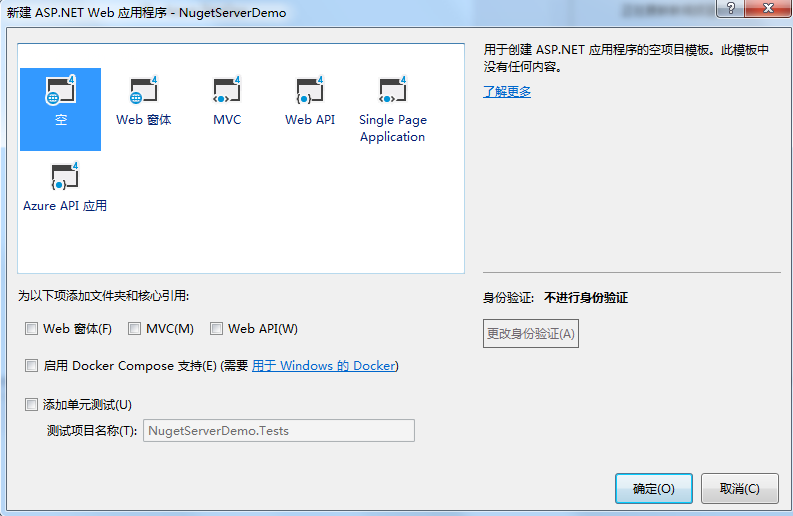 新建 ASP.NET Web 应用程序 - NugetServerDemo
空
Web 窗体
MVC
Web API
Single Page
Application
Azure API 应用
用于创建 ASP.NET 应用程序的空项目模板。此模板中
没有任何内容。
了解更多
为以下项添加文件夹和核心引用:
Web 窗体(F)
MVC(M)
Web API(W)
启用 Docker Compose 支持(E) (需要 用于 Windows 的 Docker)
添加单元测试(U)
测试项目名称(T): NugetServerDemo.Tests
身份验证: 不进行身份验证
更改身份验证(A)
确定(O)
取消(C)